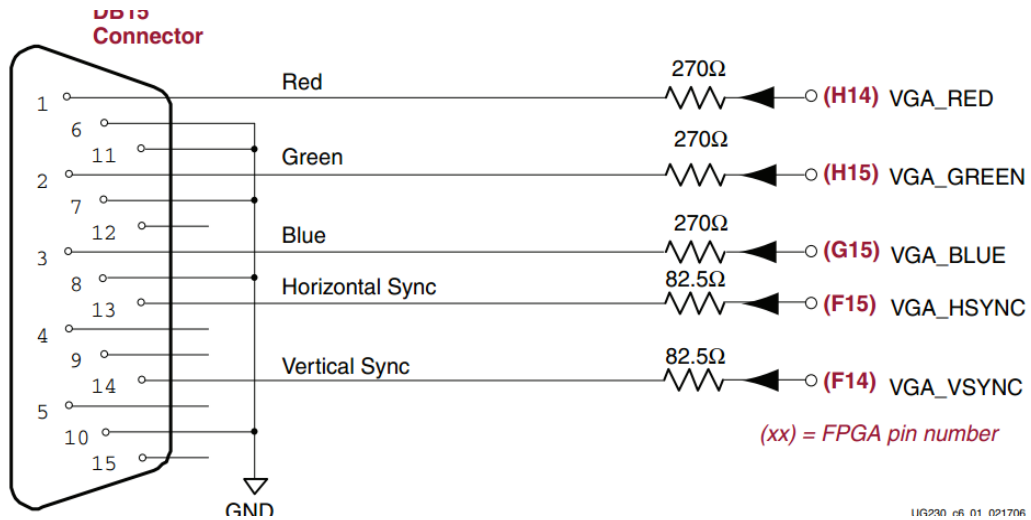 DB15
Connector
Red
270Ω
(H14) VGA_RED
1
6
11
Green
270Ω
(H15) VGA_GREEN
2
7
12
Blue
270Ω
(G15) VGA_BLUE
3
8
Horizontal Sync
82.5Ω
(F15) VGA_HSYNC
13
4
9
Vertical Sync
82.5Ω
(F14) VGA_VSYNC
14
5
10
(xx) = FPGA pin number
15
GND
UG230_c6_01_021706